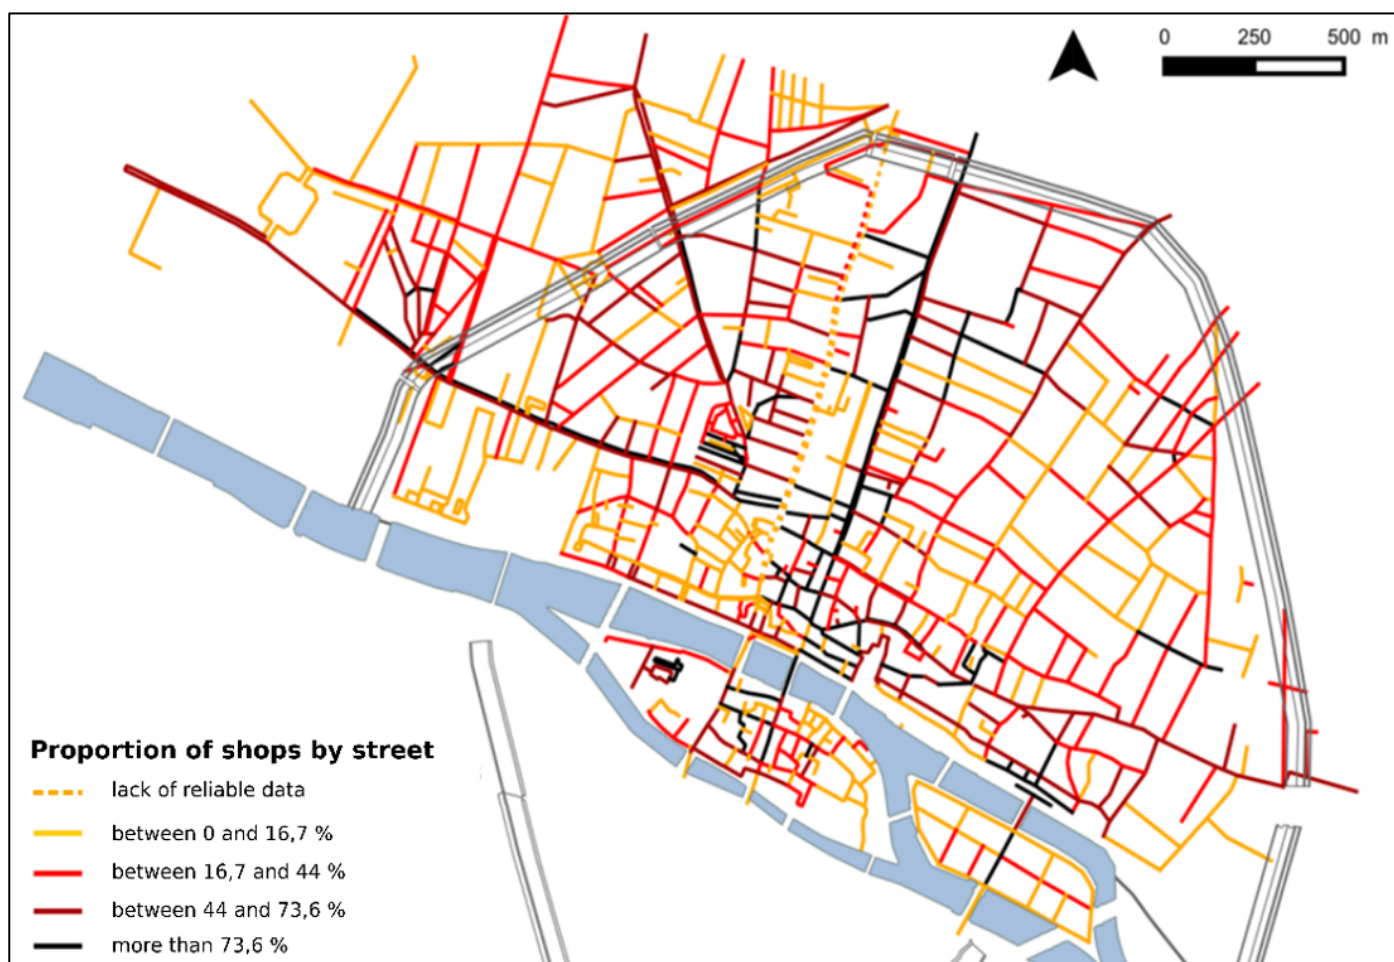 0 250 500 m
Proportion of shops by street
lack of reliable data
between 0 and 16,7 %
between 16,7 and 44 %
between 44 and 73,6 %
more than 73,6 %